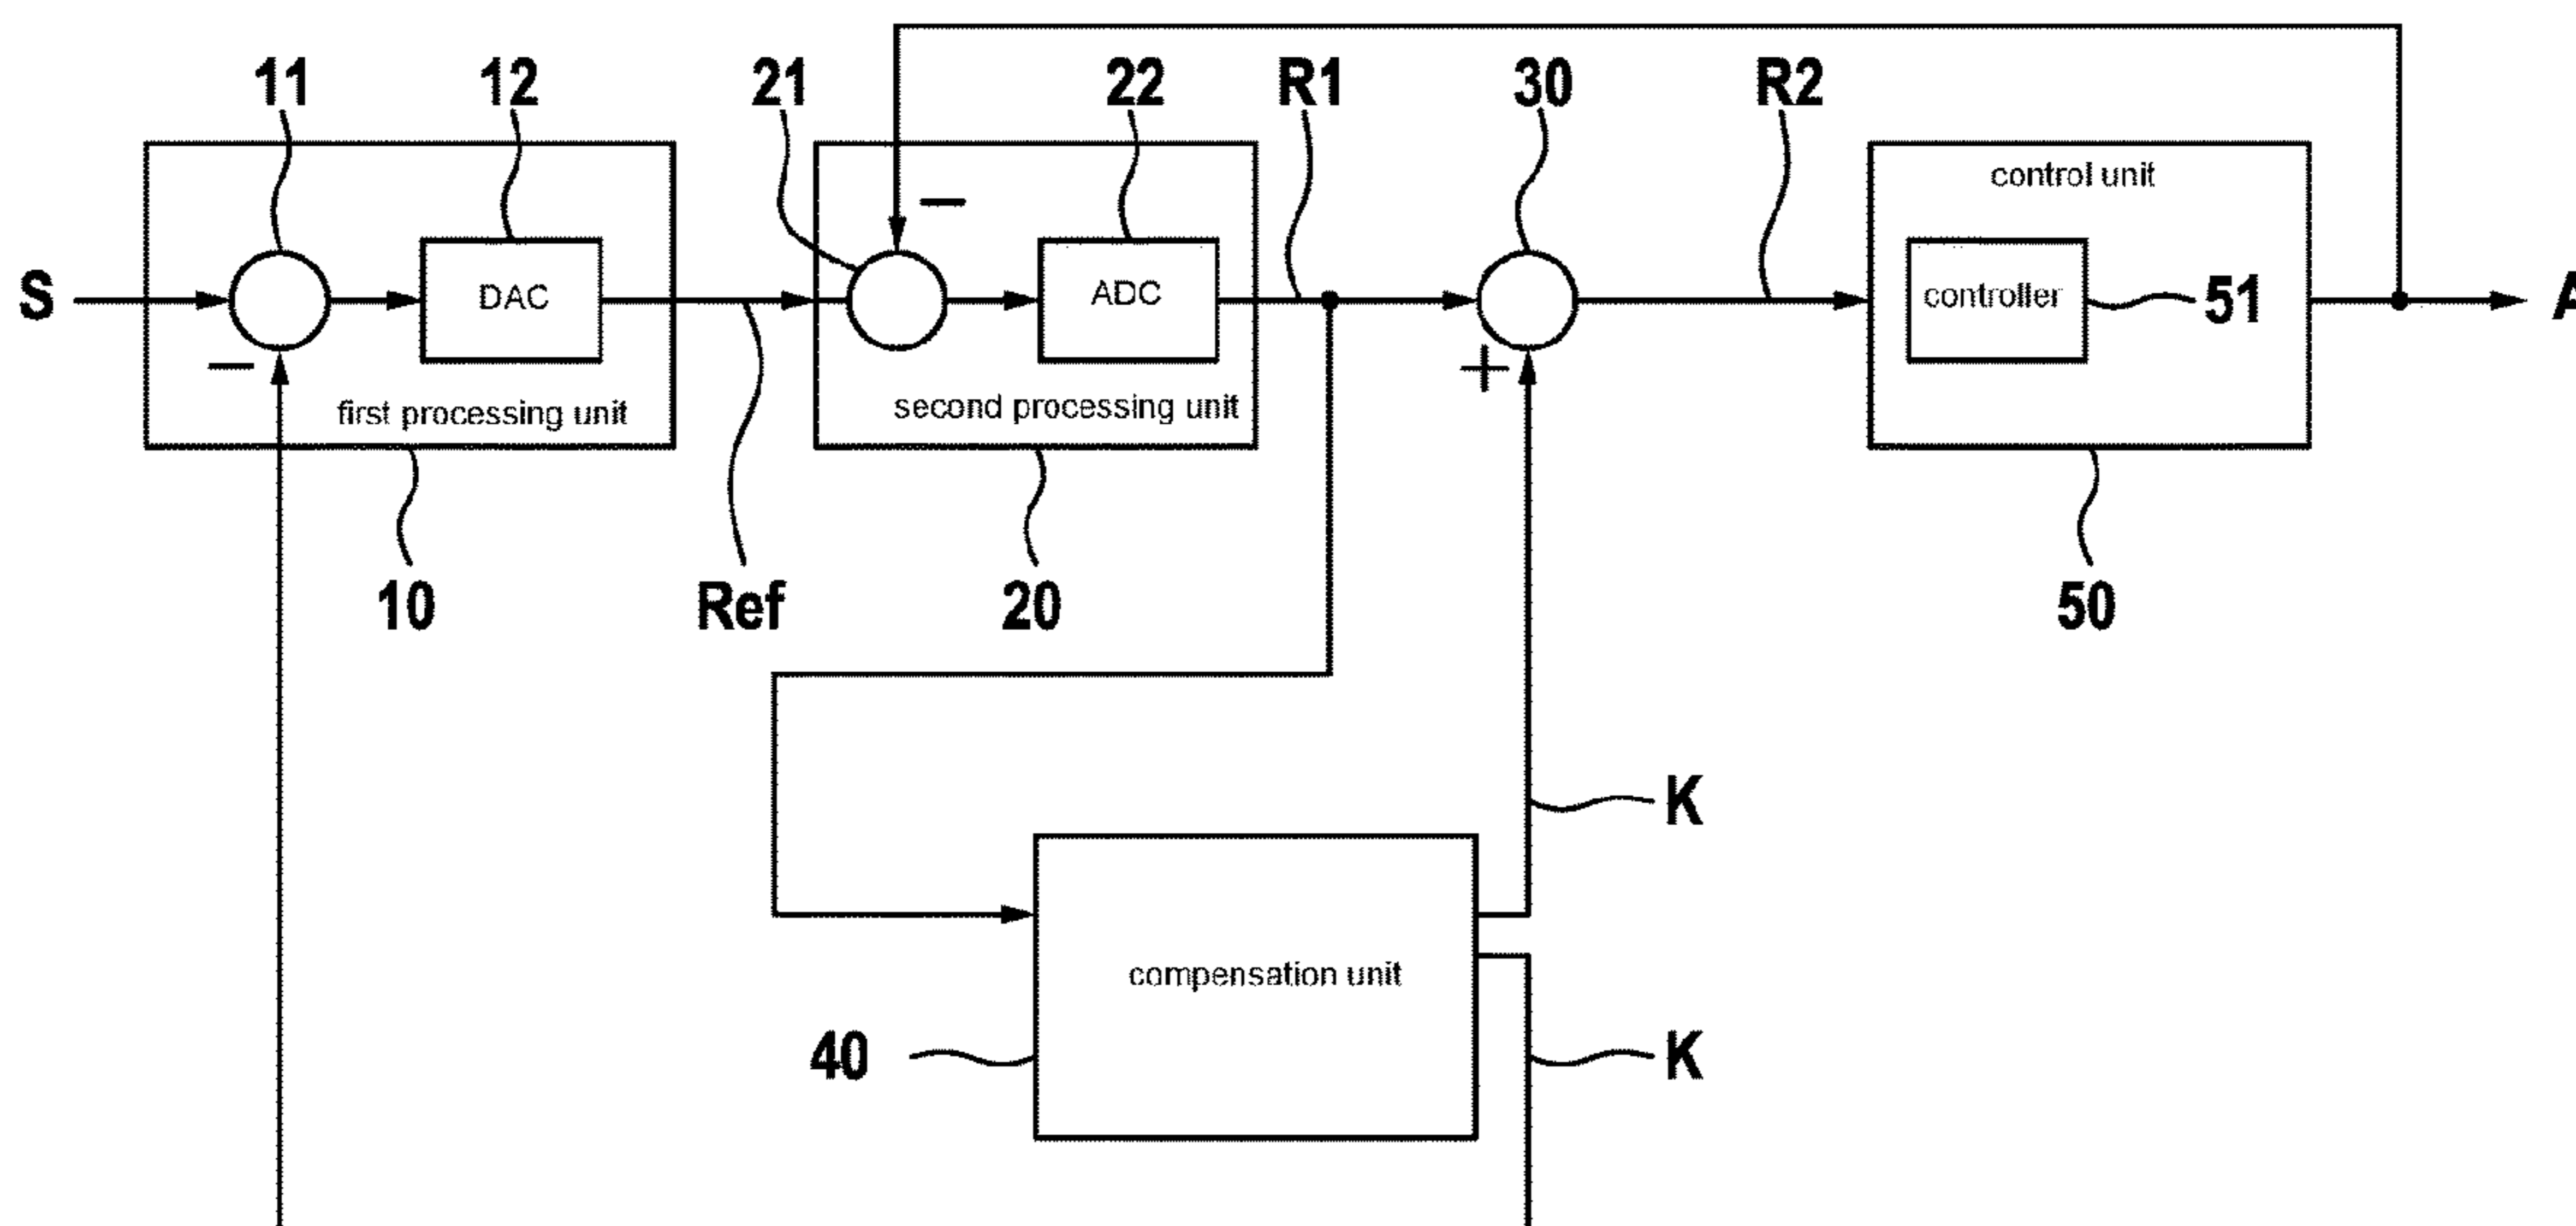 11
12
21
22
R1
30
R2
control unit
S
DAC
ADC
controller
51
A
−
−
+
first processing unit
second processing unit
10
Ref
20
50
K
compensation unit
40
K